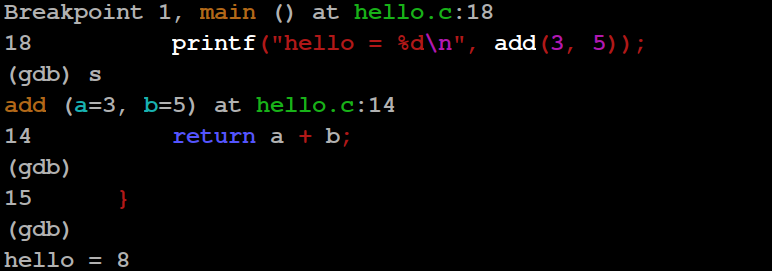 Breakpoint 1, main () at hello.c:18
18          printf("hello = %d\n", add(3, 5));
(gdb) s
add (a=3, b=5) at hello.c:14
14          return a + b;
(gdb)
15      }
(gdb)
hello = 8